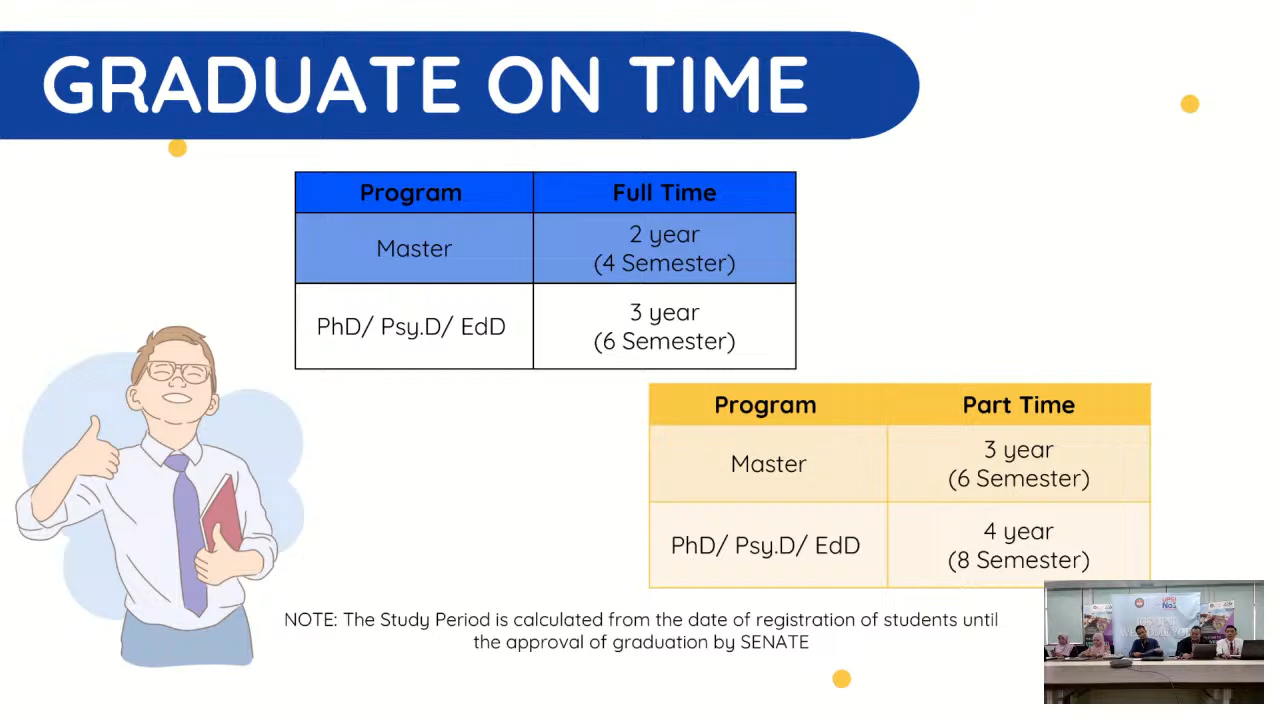 GRADUATE ON TIME
Program Full Time
Master 2 year
(4 Semester)
PhD/ Psy.D/ EdD 3 year
(6 Semester)
Program Part Time
Master 3 year
(6 Semester)
PhD/ Psy.D/ EdD 4 year
(8 Semester)
NOTE: The Study Period is calculated from the date of registration of students until
the approval of graduation by SENATE